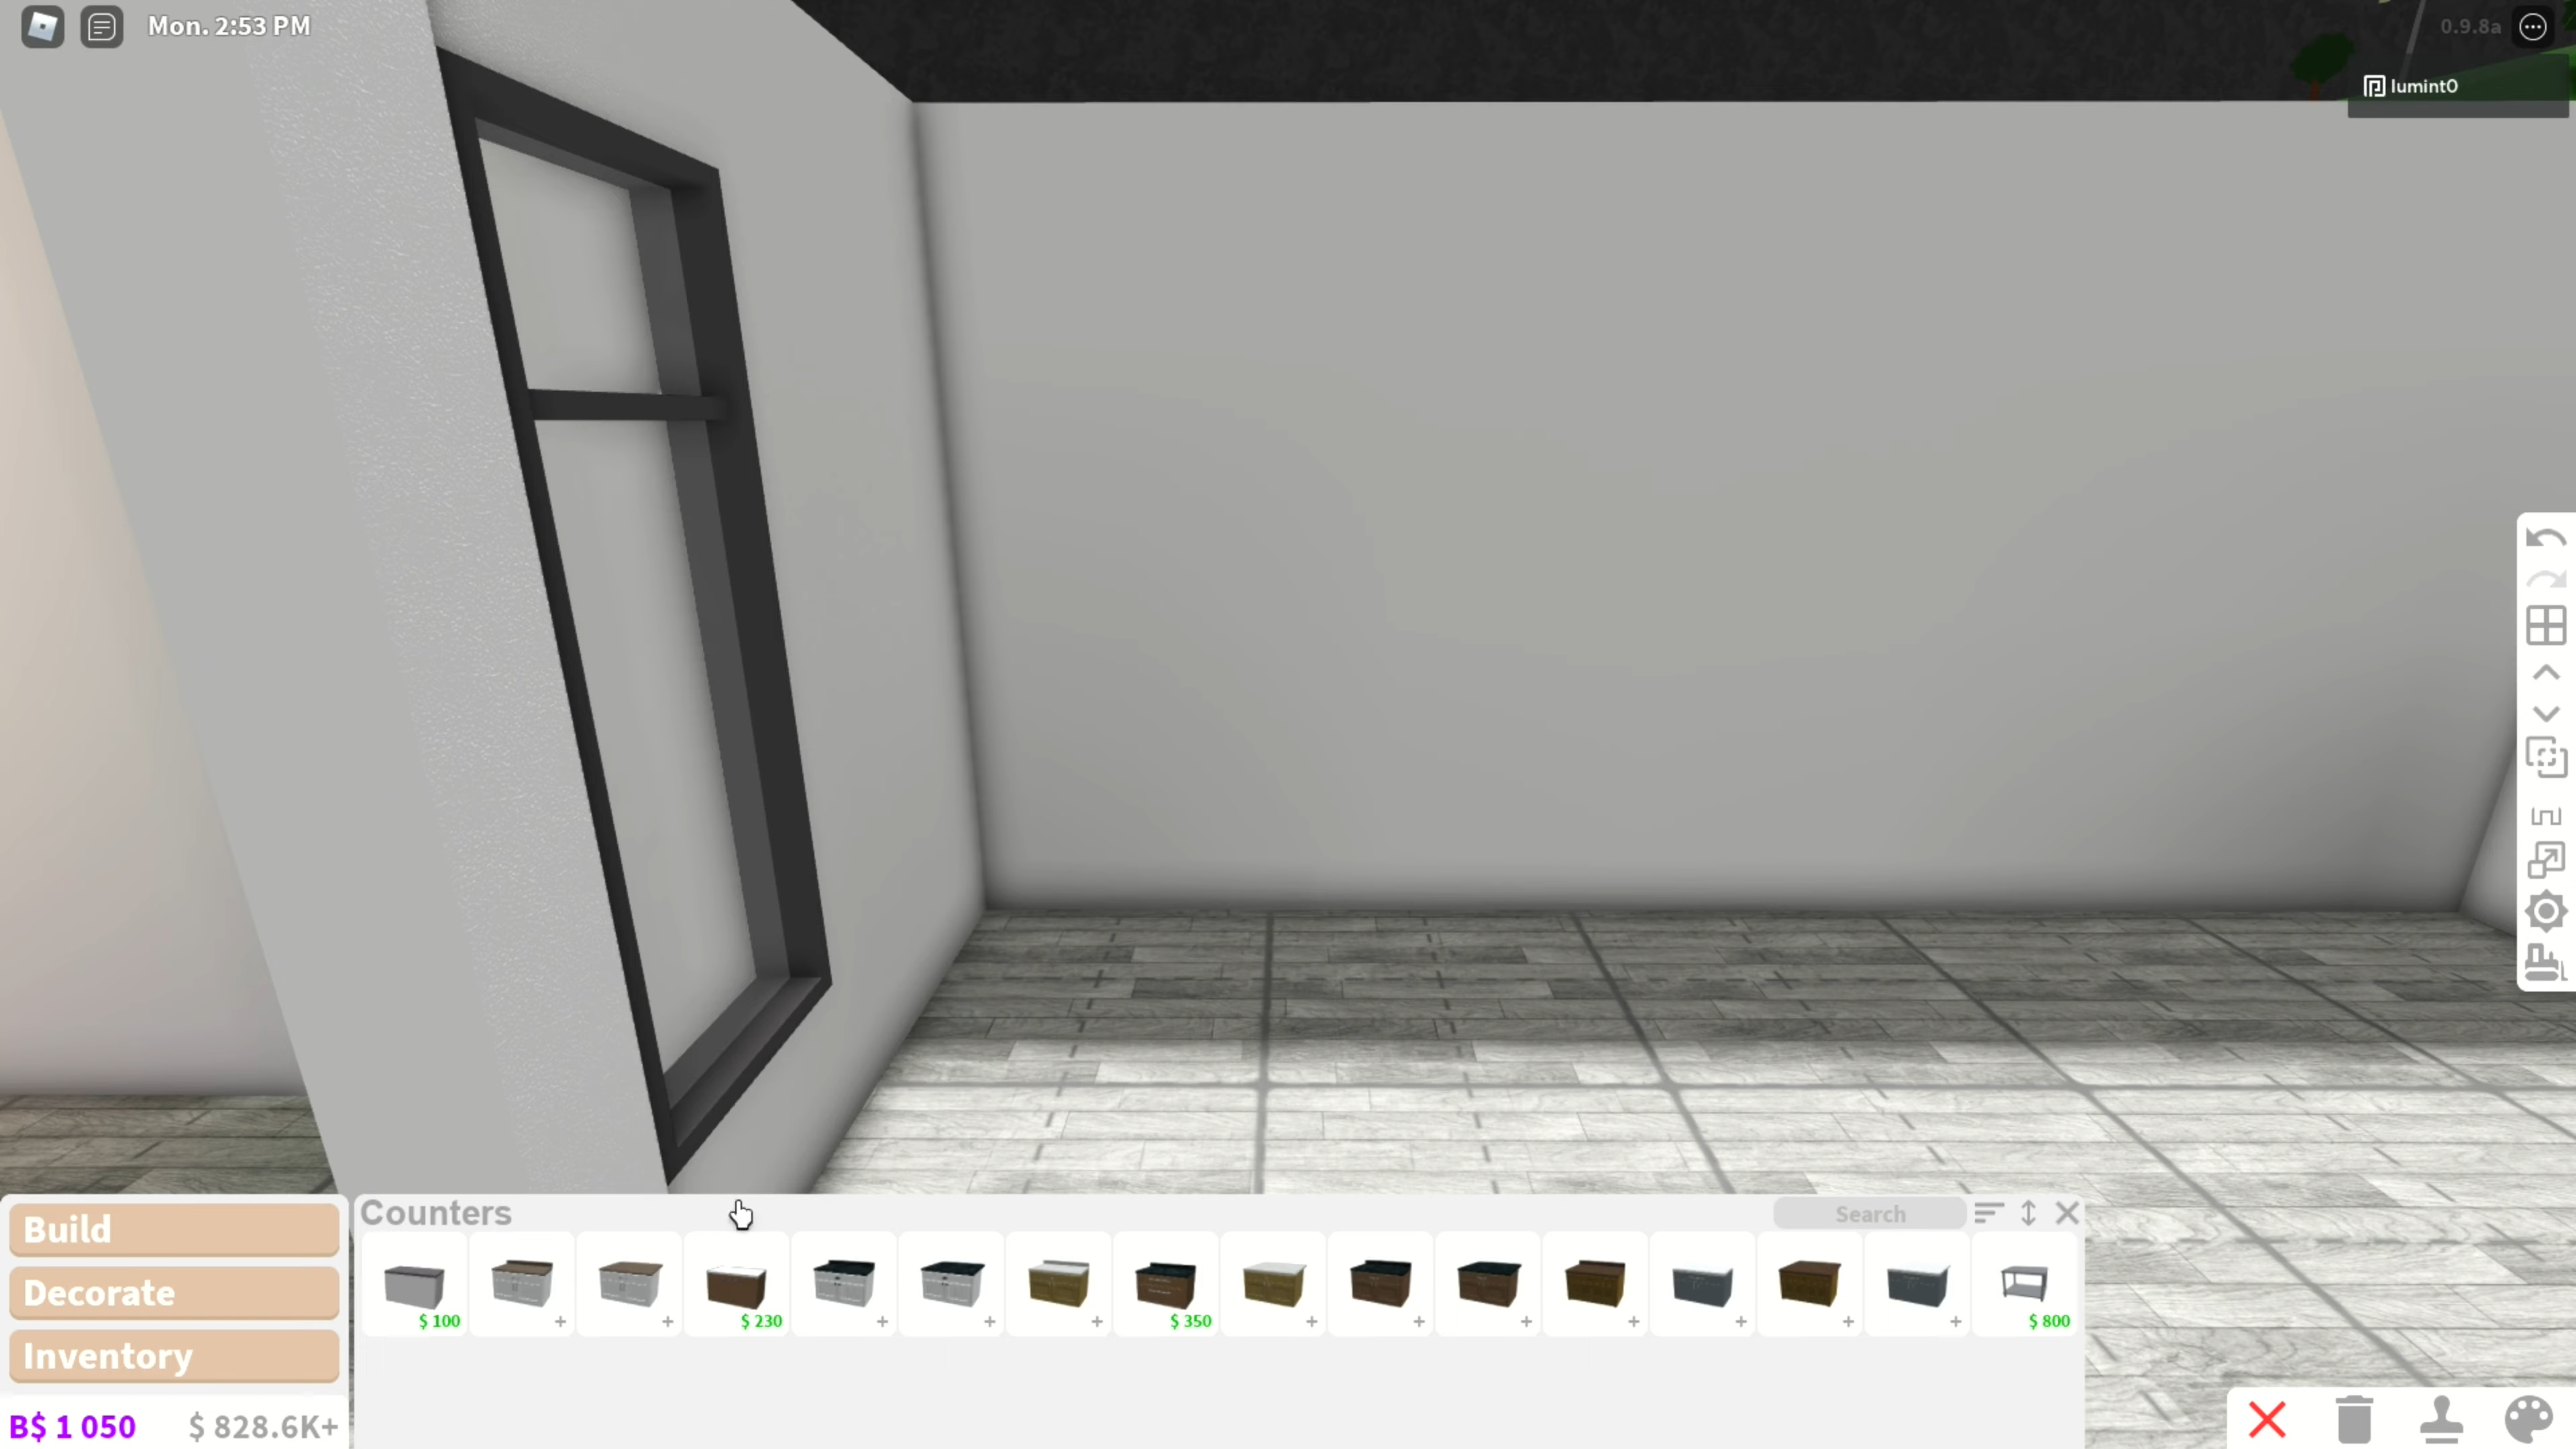 Mon. 2:53 PM
0.9.8a
lumint0
Build
Decorate
Inventory
B$ 1 050
$ 828.6K+
Counters
Search
$ 100
+
+
$ 230
+
+
+
$ 350
+
+
+
+
+
+
+
$ 800